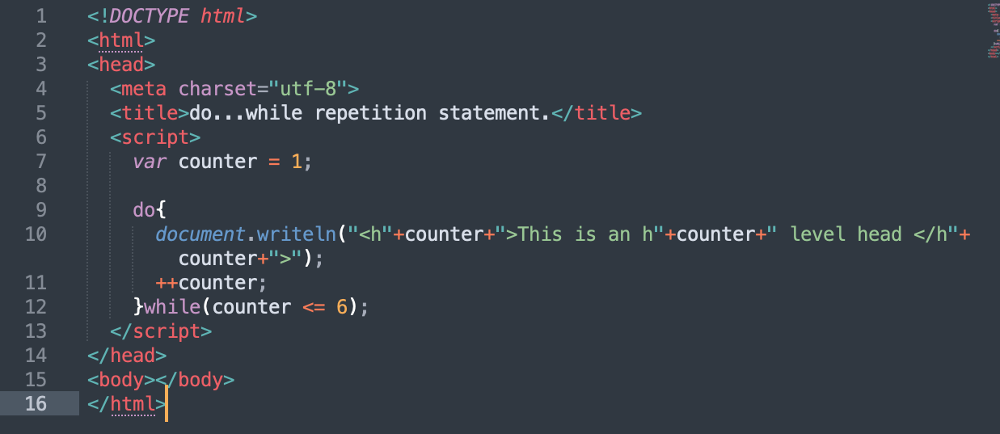 1 <!DOCTYPE html>
2 <html>
3 <head>
4 <meta charset="utf-8">
5 <title>do...while repetition statement.</title>
6 <script>
7 var counter = 1;
8
9 do{
10 document.writeln("<h"+counter+">This is an h"+counter+" level head </h"+
counter+">");
11 ++counter;
12 }while(counter <= 6);
13 </script>
14 </head>
15 <body></body>
16 </html>